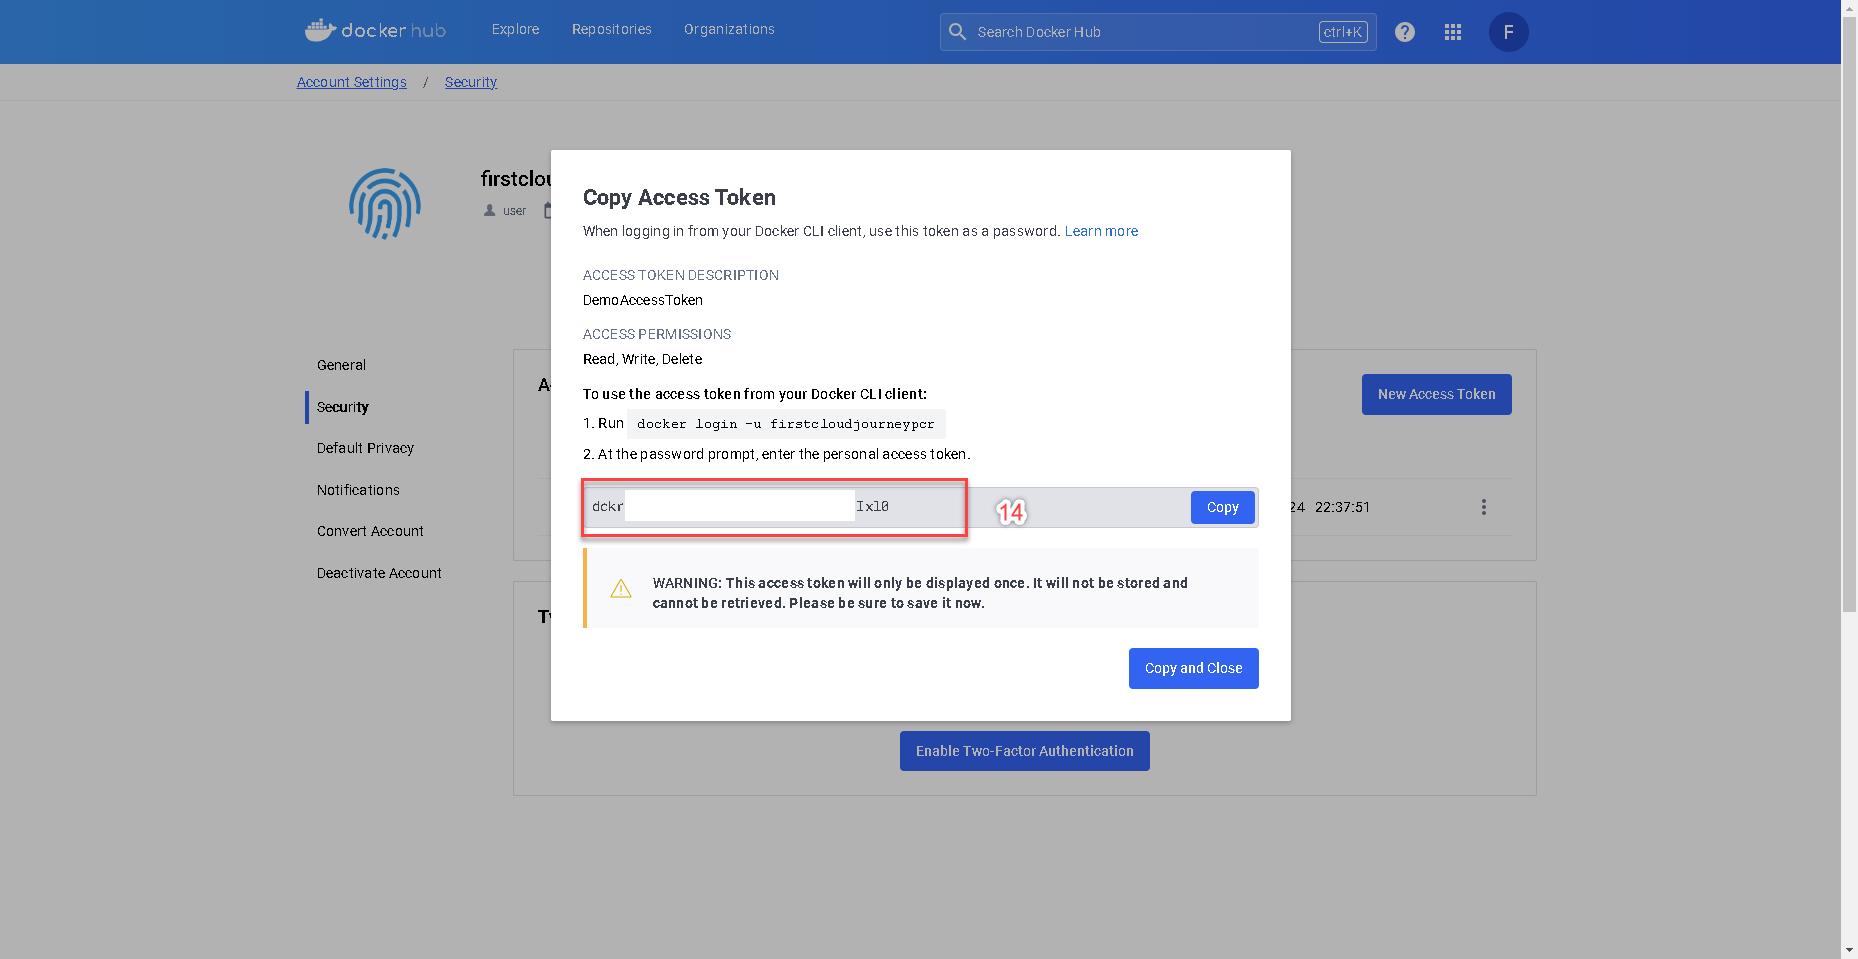 docker hub
Explore
Repositories
Organizations
Search Docker Hub
ctrl+K
?
F
Account Settings / Security
user
General
Security
Default Privacy
Notifications
Convert Account
Deactivate Account
New Access Token
24 22:37:51
Copy Access Token
When logging in from your Docker CLI client, use this token as a password. Learn more
ACCESS TOKEN DESCRIPTION
DemoAccessToken
ACCESS PERMISSIONS
Read, Write, Delete
To use the access token from your Docker CLI client:
1. Run docker login -u firstcloudjourneypcr
2. At the password prompt, enter the personal access token.
dckr
Ixl0
14
Copy
WARNING: This access token will only be displayed once. It will not be stored and
cannot be retrieved. Please be sure to save it now.
Copy and Close
Enable Two-Factor Authentication